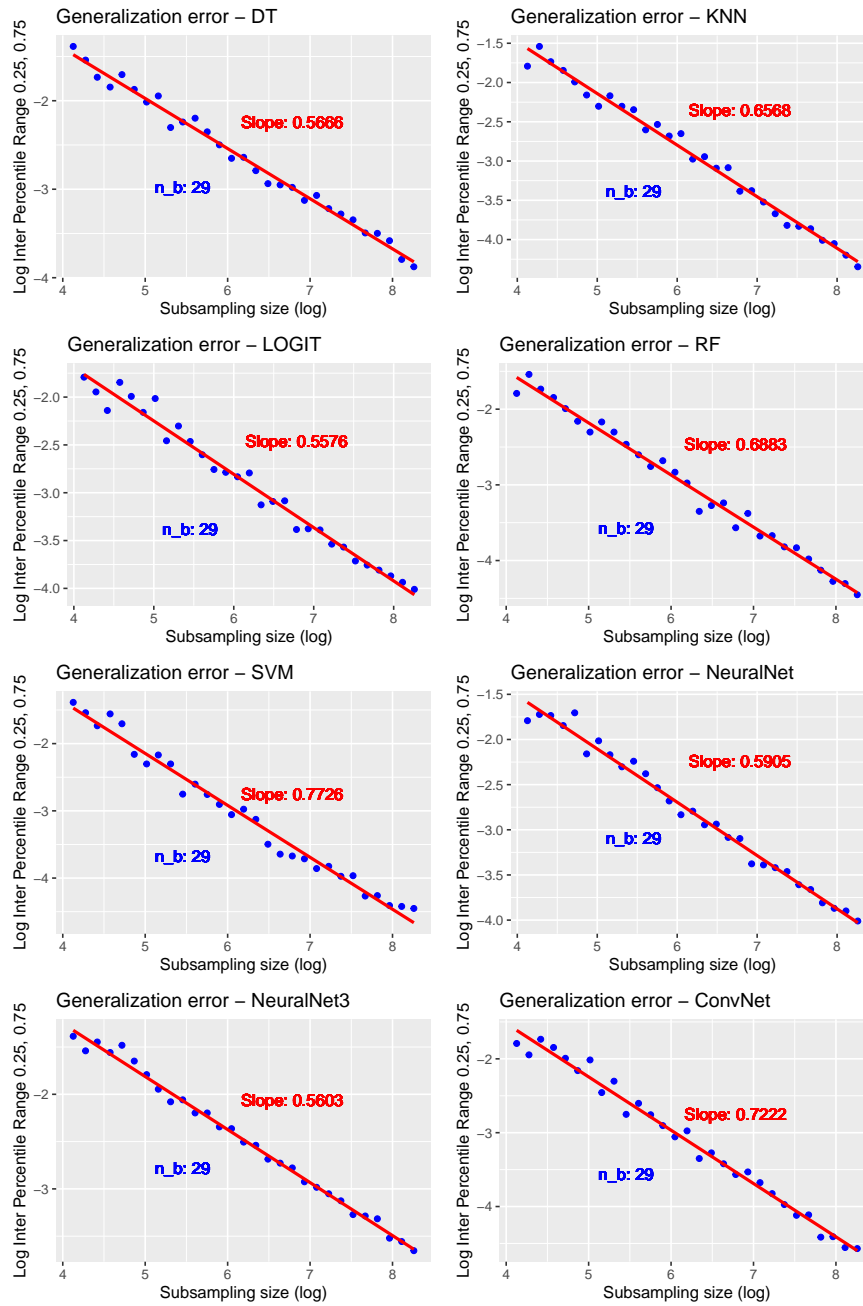 Generalization error − DT
Log Inter Percentile Range 0.25, 0.75
−2
−3
−4
Slope: 0.5666
n_b: 29
4 5 6 7 8
Subsampling size (log)
Generalization error − KNN
Log Inter Percentile Range 0.25, 0.75
−1.5
−2.0
−2.5
−3.0
−3.5
−4.0
Slope: 0.6568
n_b: 29
4 5 6 7 8
Subsampling size (log)
Generalization error − LOGIT
Log Inter Percentile Range 0.25, 0.75
−2.0
−2.5
−3.0
−3.5
−4.0
Slope: 0.5576
n_b: 29
4 5 6 7 8
Subsampling size (log)
Generalization error − RF
Log Inter Percentile Range 0.25, 0.75
−2
−3
−4
Slope: 0.6883
n_b: 29
4 5 6 7 8
Subsampling size (log)
Generalization error − SVM
Log Inter Percentile Range 0.25, 0.75
−2
−3
−4
Slope: 0.7726
n_b: 29
4 5 6 7 8
Subsampling size (log)
Generalization error − NeuralNet
Log Inter Percentile Range 0.25, 0.75
−1.5
−2.0
−2.5
−3.0
−3.5
−4.0
Slope: 0.5905
n_b: 29
4 5 6 7 8
Subsampling size (log)
Generalization error − NeuralNet3
Log Inter Percentile Range 0.25, 0.75
−2
−3
Slope: 0.5603
n_b: 29
4 5 6 7 8
Subsampling size (log)
Generalization error − ConvNet
Log Inter Percentile Range 0.25, 0.75
−2
−3
−4
Slope: 0.7222
n_b: 29
4 5 6 7 8
Subsampling size (log)